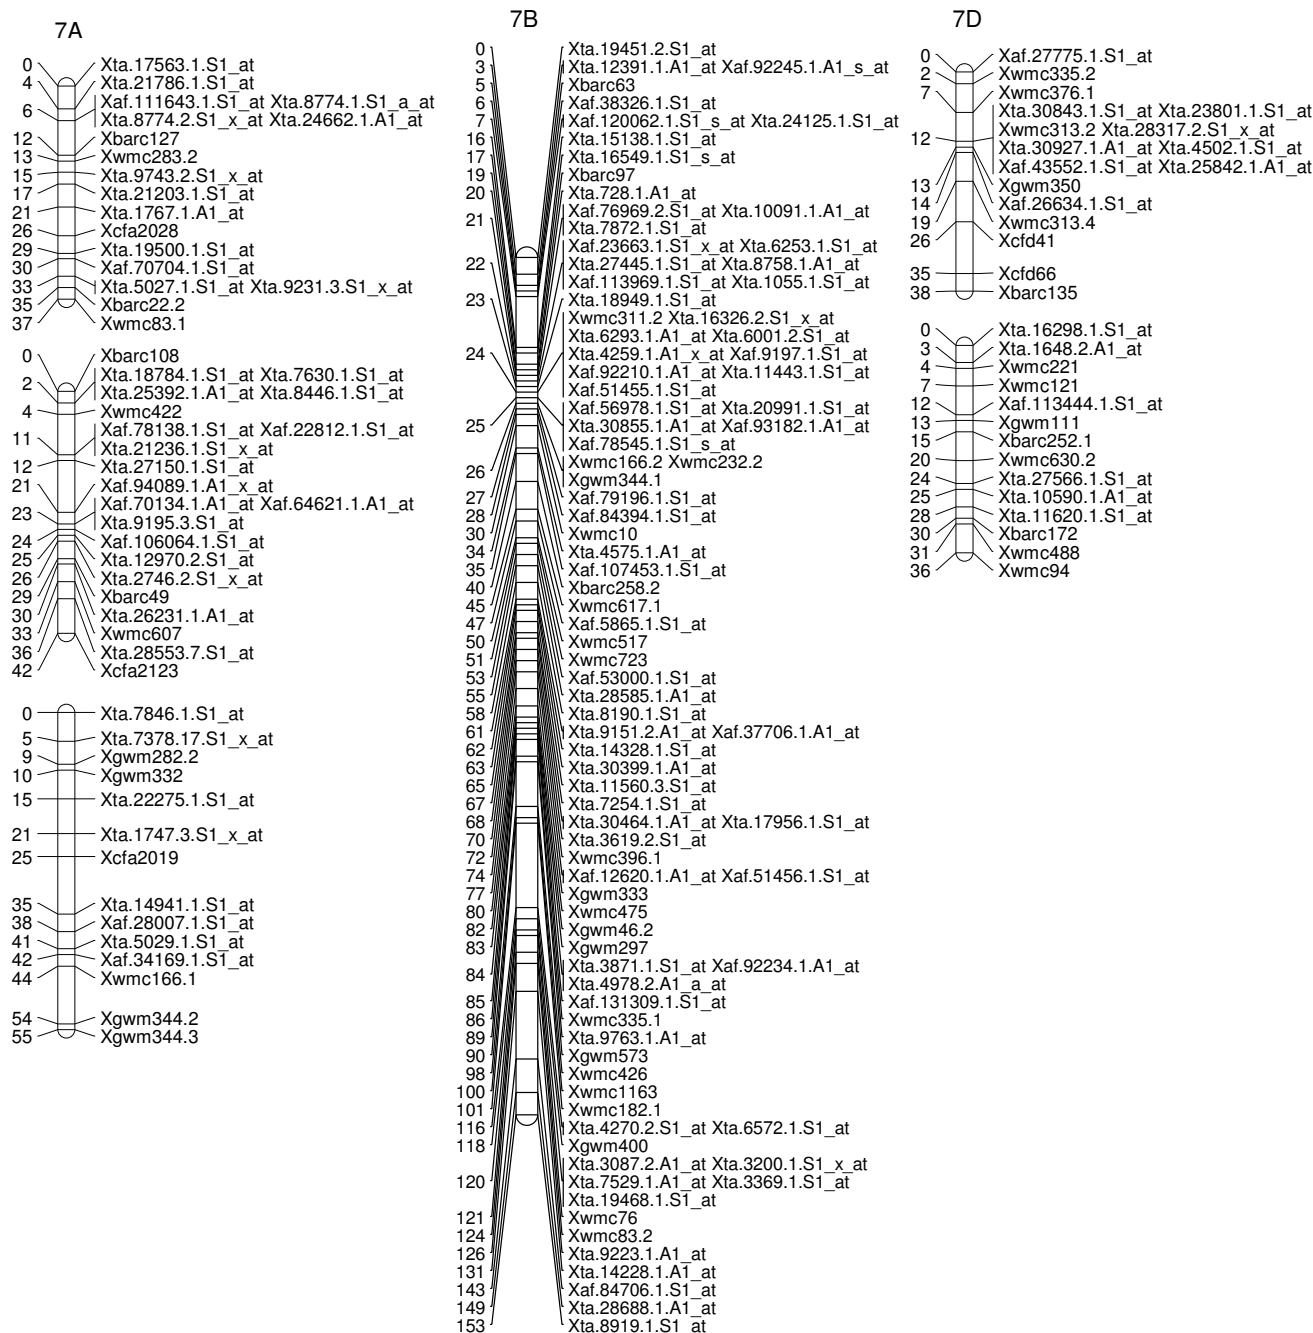 7A
0 Xta.17563.1.S1_at
4 Xta.21786.1.S1_at
Xaf.111643.1.S1_at Xta.8774.1.S1_a_at
6
Xta.8774.2.S1_x_at Xta.24662.1.A1_at
12 Xbarc127
13 Xwmc283.2
15 Xta.9743.2.S1_x_at
17 Xta.21203.1.S1_at
21 Xta.1767.1.A1_at
26 Xcfa2028
29 Xta.19500.1.S1_at
30 Xaf.70704.1.S1_at
33 Xta.5027.1.S1_at Xta.9231.3.S1_x_at
35 Xbarc22.2
37 Xwmc83.1
0 Xbarc108
Xta.18784.1.S1_at Xta.7630.1.S1_at
2
Xta.25392.1.A1_at Xta.8446.1.S1_at
4 Xwmc422
Xaf.78138.1.S1_at Xaf.22812.1.S1_at
11
Xta.21236.1.S1_x_at
12 Xta.27150.1.S1_at
21 Xaf.94089.1.A1_x_at
Xaf.70134.1.A1_at Xaf.64621.1.A1_at
23
Xta.9195.3.S1_at
24 Xaf.106064.1.S1_at
25 Xta.12970.2.S1_at
26 Xta.2746.2.S1_x_at
29 Xbarc49
30 Xta.26231.1.A1_at
33 Xwmc607
36 Xta.28553.7.S1_at
42 Xcfa2123
0 Xta.7846.1.S1_at
5 Xta.7378.17.S1_x_at
9 Xgwm282.2
10 Xgwm332
15 Xta.22275.1.S1_at
21 Xta.1747.3.S1_x_at
25 Xcfa2019
35 Xta.14941.1.S1_at
38 Xaf.28007.1.S1_at
41 Xta.5029.1.S1_at
42 Xaf.34169.1.S1_at
44 Xwmc166.1
54 Xgwm344.2
55 Xgwm344.3
7B
0 Xta.19451.2.S1_at
3 Xta.12391.1.A1_at Xaf.92245.1.A1_s_at
5 Xbarc63
6 Xaf.38326.1.S1_at
7 Xaf.120062.1.S1_s_at Xta.24125.1.S1_at
16 Xta.15138.1.S1_at
17 Xta.16549.1.S1_s_at
19 Xbarc97
20 Xta.728.1.A1_at
Xaf.76969.2.S1_at Xta.10091.1.A1_at
21
Xta.7872.1.S1_at
Xaf.23663.1.S1_x_at Xta.6253.1.S1_at
22 Xta.27445.1.S1_at Xta.8758.1.A1_at
Xaf.113969.1.S1_at Xta.1055.1.S1_at
23 Xta.18949.1.S1_at
Xwmc311.2 Xta.16326.2.S1_x_at
Xta.6293.1.A1_at Xta.6001.2.S1_at
24 Xta.4259.1.A1_x_at Xaf.9197.1.S1_at
Xaf.92210.1.A1_at Xta.11443.1.S1_at
Xaf.51455.1.S1_at
Xaf.56978.1.S1_at Xta.20991.1.S1_at
25 Xta.30855.1.A1_at Xaf.93182.1.A1_at
Xaf.78545.1.S1_s_at
Xwmc166.2 Xwmc232.2
26
Xgwm344.1
27 Xaf.79196.1.S1_at
28 Xaf.84394.1.S1_at
30 Xwmc10
34 Xta.4575.1.A1_at
35 Xaf.107453.1.S1_at
40 Xbarc258.2
45 Xwmc617.1
47 Xaf.5865.1.S1_at
50 Xwmc517
51 Xwmc723
53 Xaf.53000.1.S1_at
55 Xta.28585.1.A1_at
58 Xta.8190.1.S1_at
61 Xta.9151.2.A1_at Xaf.37706.1.A1_at
62 Xta.14328.1.S1_at
63 Xta.30399.1.A1_at
65 Xta.11560.3.S1_at
67 Xta.7254.1.S1_at
68 Xta.30464.1.A1_at Xta.17956.1.S1_at
70 Xta.3619.2.S1_at
72 Xwmc396.1
74 Xaf.12620.1.A1_at Xaf.51456.1.S1_at
77 Xgwm333
80 Xwmc475
82 Xgwm46.2
83 Xgwm297
Xta.3871.1.S1_at Xaf.92234.1.A1_at
84
Xta.4978.2.A1_a_at
85 Xaf.131309.1.S1_at
86 Xwmc335.1
89 Xta.9763.1.A1_at
90 Xgwm573
98 Xwmc426
100 Xwmc1163
101 Xwmc182.1
116 Xta.4270.2.S1_at Xta.6572.1.S1_at
118 Xgwm400
Xta.3087.2.A1_at Xta.3200.1.S1_x_at
120 Xta.7529.1.A1_at Xta.3369.1.S1_at
Xta.19468.1.S1_at
121 Xwmc76
124 Xwmc83.2
126 Xta.9223.1.A1_at
131 Xta.14228.1.A1_at
143 Xaf.84706.1.S1_at
149 Xta.28688.1.A1_at
153 Xta.8919.1.S1_at
7D
0 Xaf.27775.1.S1_at
2 Xwmc335.2
7 Xwmc376.1
Xta.30843.1.S1_at Xta.23801.1.S1_at
Xwmc313.2 Xta.28317.2.S1_x_at
12
Xta.30927.1.A1_at Xta.4502.1.S1_at
Xaf.43552.1.S1_at Xta.25842.1.A1_at
13 Xgwm350
14 Xaf.26634.1.S1_at
19 Xwmc313.4
26 Xcfd41
35 Xcfd66
38 Xbarc135
0 Xta.16298.1.S1_at
3 Xta.1648.2.A1_at
4 Xwmc221
7 Xwmc121
12 Xaf.113444.1.S1_at
13 Xgwm111
15 Xbarc252.1
20 Xwmc630.2
24 Xta.27566.1.S1_at
25 Xta.10590.1.A1_at
28 Xta.11620.1.S1_at
30 Xbarc172
31 Xwmc488
36 Xwmc94